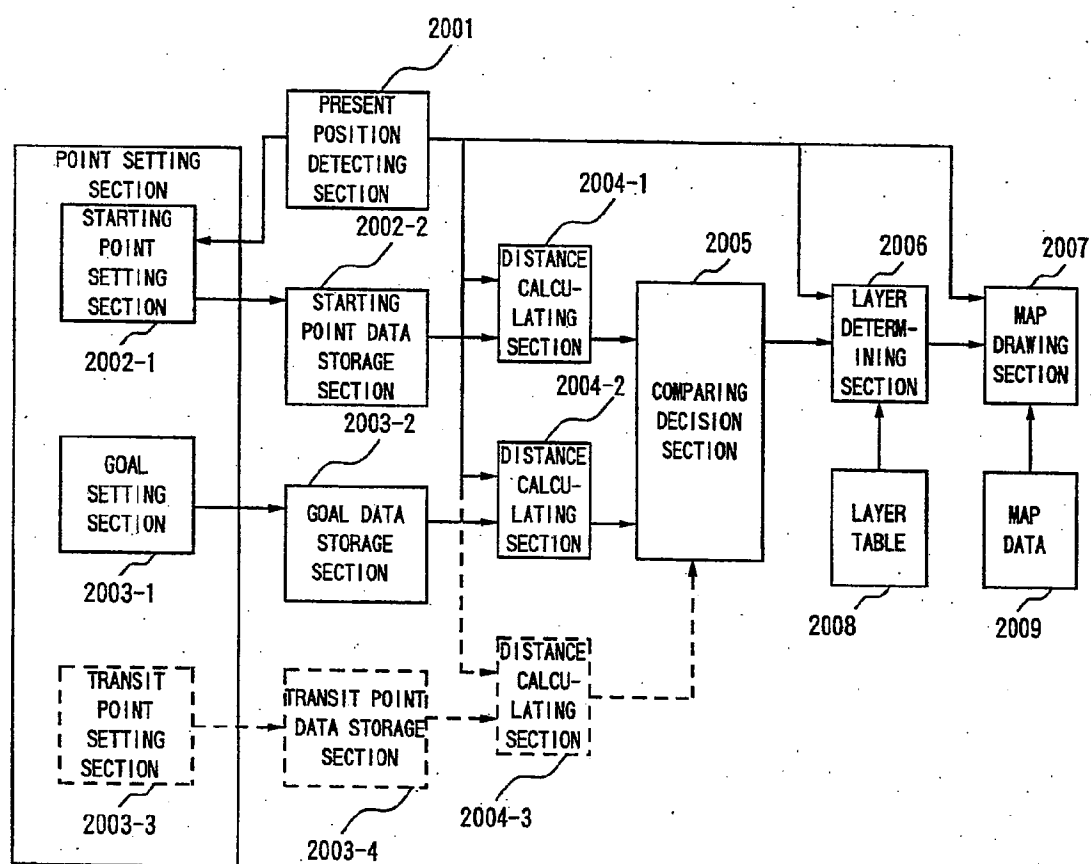 2001
PRESENT
POSITION
DETECTING
SECTION
POINT SETTING
SECTION
STARTING
POINT
SETTING
SECTION
2002-1
2002-2
STARTING
POINT DATA
STORAGE
SECTION
2004-1
DISTANCE
CALCU-
LATING
SECTION
2005
COMPARING
DECISION
SECTION
2006
LAYER
DETERM-
INING
SECTION
2007
MAP
DRAWING
SECTION
GOAL
SETTING
SECTION
2003-1
2003-2
GOAL DATA
STORAGE
SECTION
2004-2
DISTANCE
CALCU-
LATING
SECTION
LAYER
TABLE
2008
MAP
DATA
2009
TRANSIT
POINT
SETTING
SECTION
2003-3
TRANSIT POINT
DATA STORAGE
SECTION
2003-4
DISTANCE
CALCU-
LATING
SECTION
2004-3